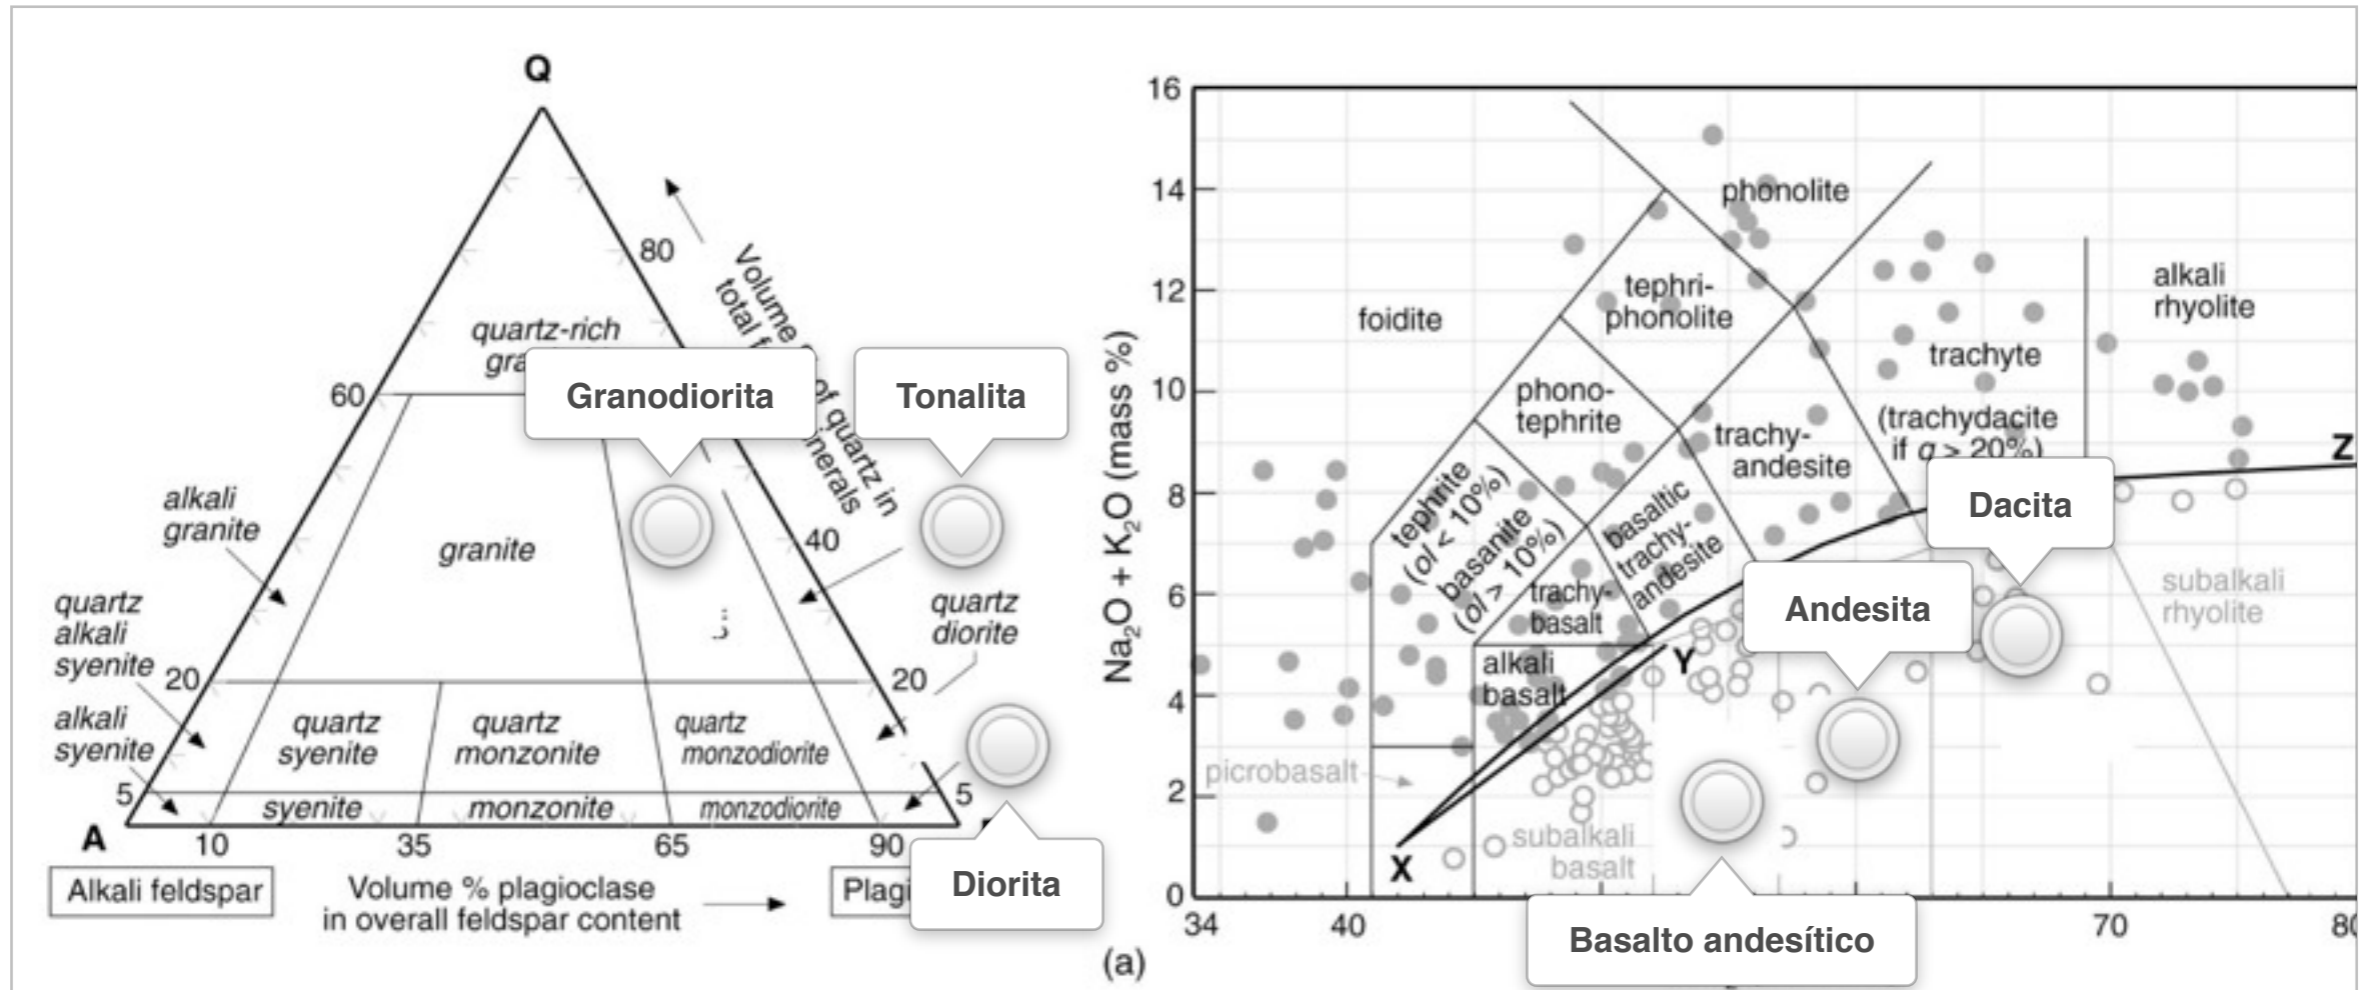 Q
80
Volume % of quartz in
total f inerals
quartz-rich
gra
Granodiorita
Tonalita
60
alkali
granite
granite
40
quartz
alkali
syenite
quartz
diorite
20
20
alkali
syenite
quartz
syenite
quartz
monzonite
quartz
monzodiorite
5
syenite
monzonite
monzodiorite
5
A
10
35
65
90
Diorita
Alkali feldspar
Volume % plagioclase
in overall feldspar content
Plagi
16
14
12
10
8
6
4
2
0
Na₂O + K₂O (mass %)
phonolite
foidite
tephri-
phonolite
alkali
rhyolite
phono-
tephrite
trachyte
(trachydacite
if q > 20%)
trachy-
andesite
Z
tephrite
(ol < 10%)
basanite
(ol > 10%)
basaltic
trachy-
andesite
Dacita
trachy-
basalt
Andesita
subalkali
rhyolite
alkali
basalt
Y
picrobasalt
subalkali
basalt
X
Basalto andesítico
34
40
70
80
(a)